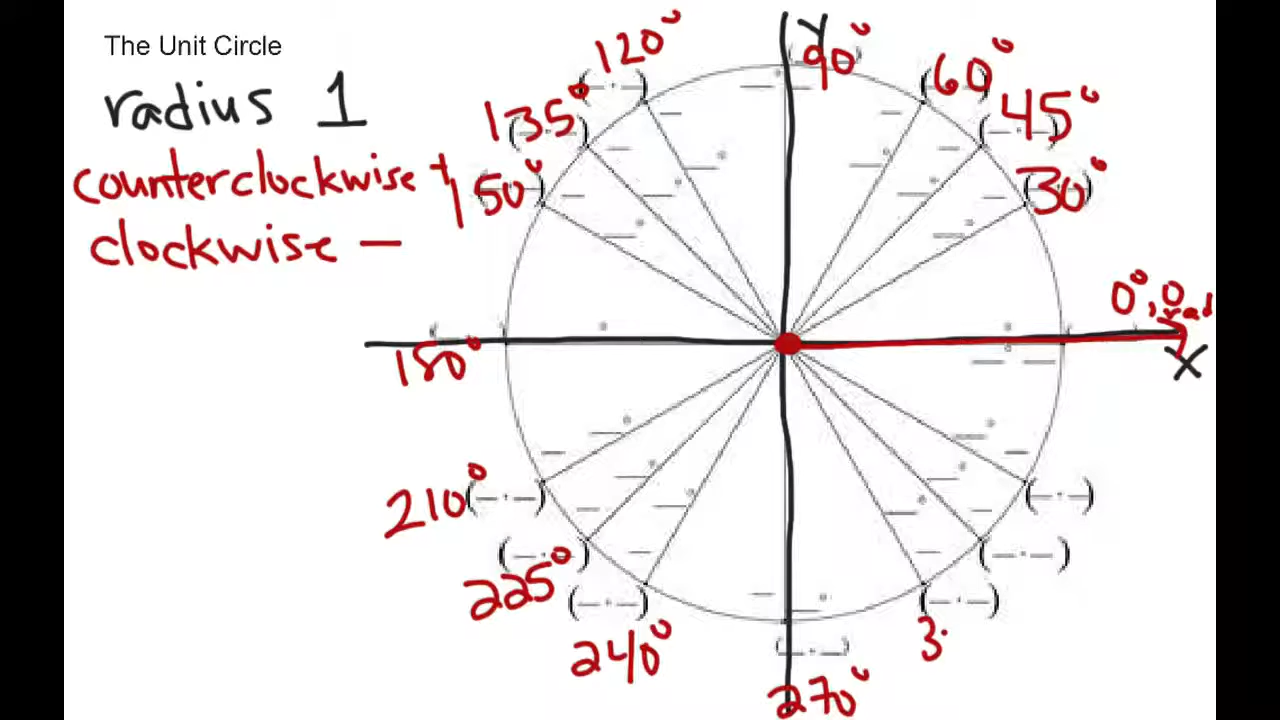 The Unit Circle
radius 1
counterclockwise +
clockwise −
Y
90°
120°
60°
135°
45°
150°
30°
0°, 0 rad
X
180°
210°
225°
240°
270°
3